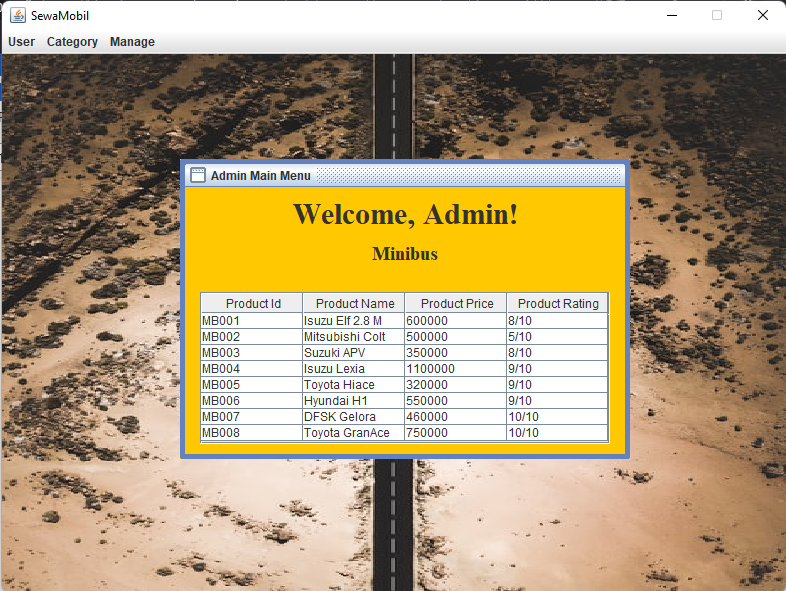 SewaMobil
User Category Manage
Admin Main Menu
Welcome, Admin!
Minibus
Product Id Product Name Product Price Product Rating
MB001 Isuzu Elf 2.8 M 600000 8/10
MB002 Mitsubishi Colt 500000 5/10
MB003 Suzuki APV 350000 8/10
MB004 Isuzu Lexia 1100000 9/10
MB005 Toyota Hiace 320000 9/10
MB006 Hyundai H1 550000 9/10
MB007 DFSK Gelora 460000 10/10
MB008 Toyota GranAce 750000 10/10